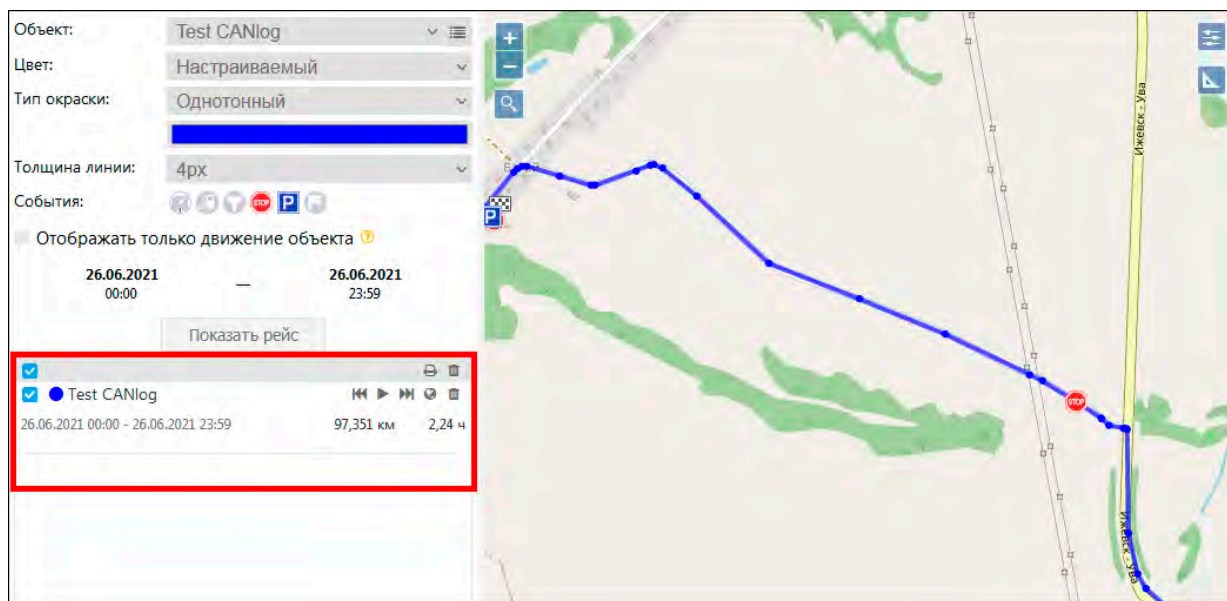 Объект:
Test CANlog
Цвет:
Настраиваемый
Тип окраски:
Однотонный
Толщина линии:
4px
События:
STOP
P
Отображать только движение объекта ?
26.06.2021 — 26.06.2021
00:00 23:59
Показать рейс
Test CANlog
26.06.2021 00:00 - 26.06.2021 23:59 97,351 км 2,24 ч
+
−
P
STOP
Ижевск - Ува
Ижевск - Ува